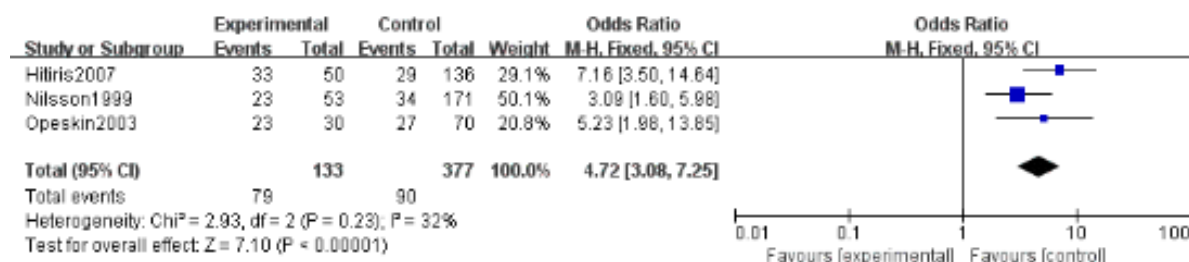 Experimental Control Odds Ratio Odds Ratio
Study or Subgroup Events Total Events Total Weight M-H, Fixed, 95% CI M-H, Fixed, 95% CI
Hitiris2007 33 50 29 136 29.1% 7.16 [3.50, 14.64]
Nilsson1999 23 53 34 171 50.1% 3.09 [1.60, 5.98]
Opeskin2003 23 30 27 70 20.8% 5.23 [1.98, 13.85]
Total (95% CI) 133 377 100.0% 4.72 [3.08, 7.25]
Total events 79 90
Heterogeneity: Chi² = 2.93, df = 2 (P = 0.23); I² = 32%
Test for overall effect: Z = 7.10 (P < 0.00001)
0.01 0.1 1 10 100
Favours [experimental] Favours [control]